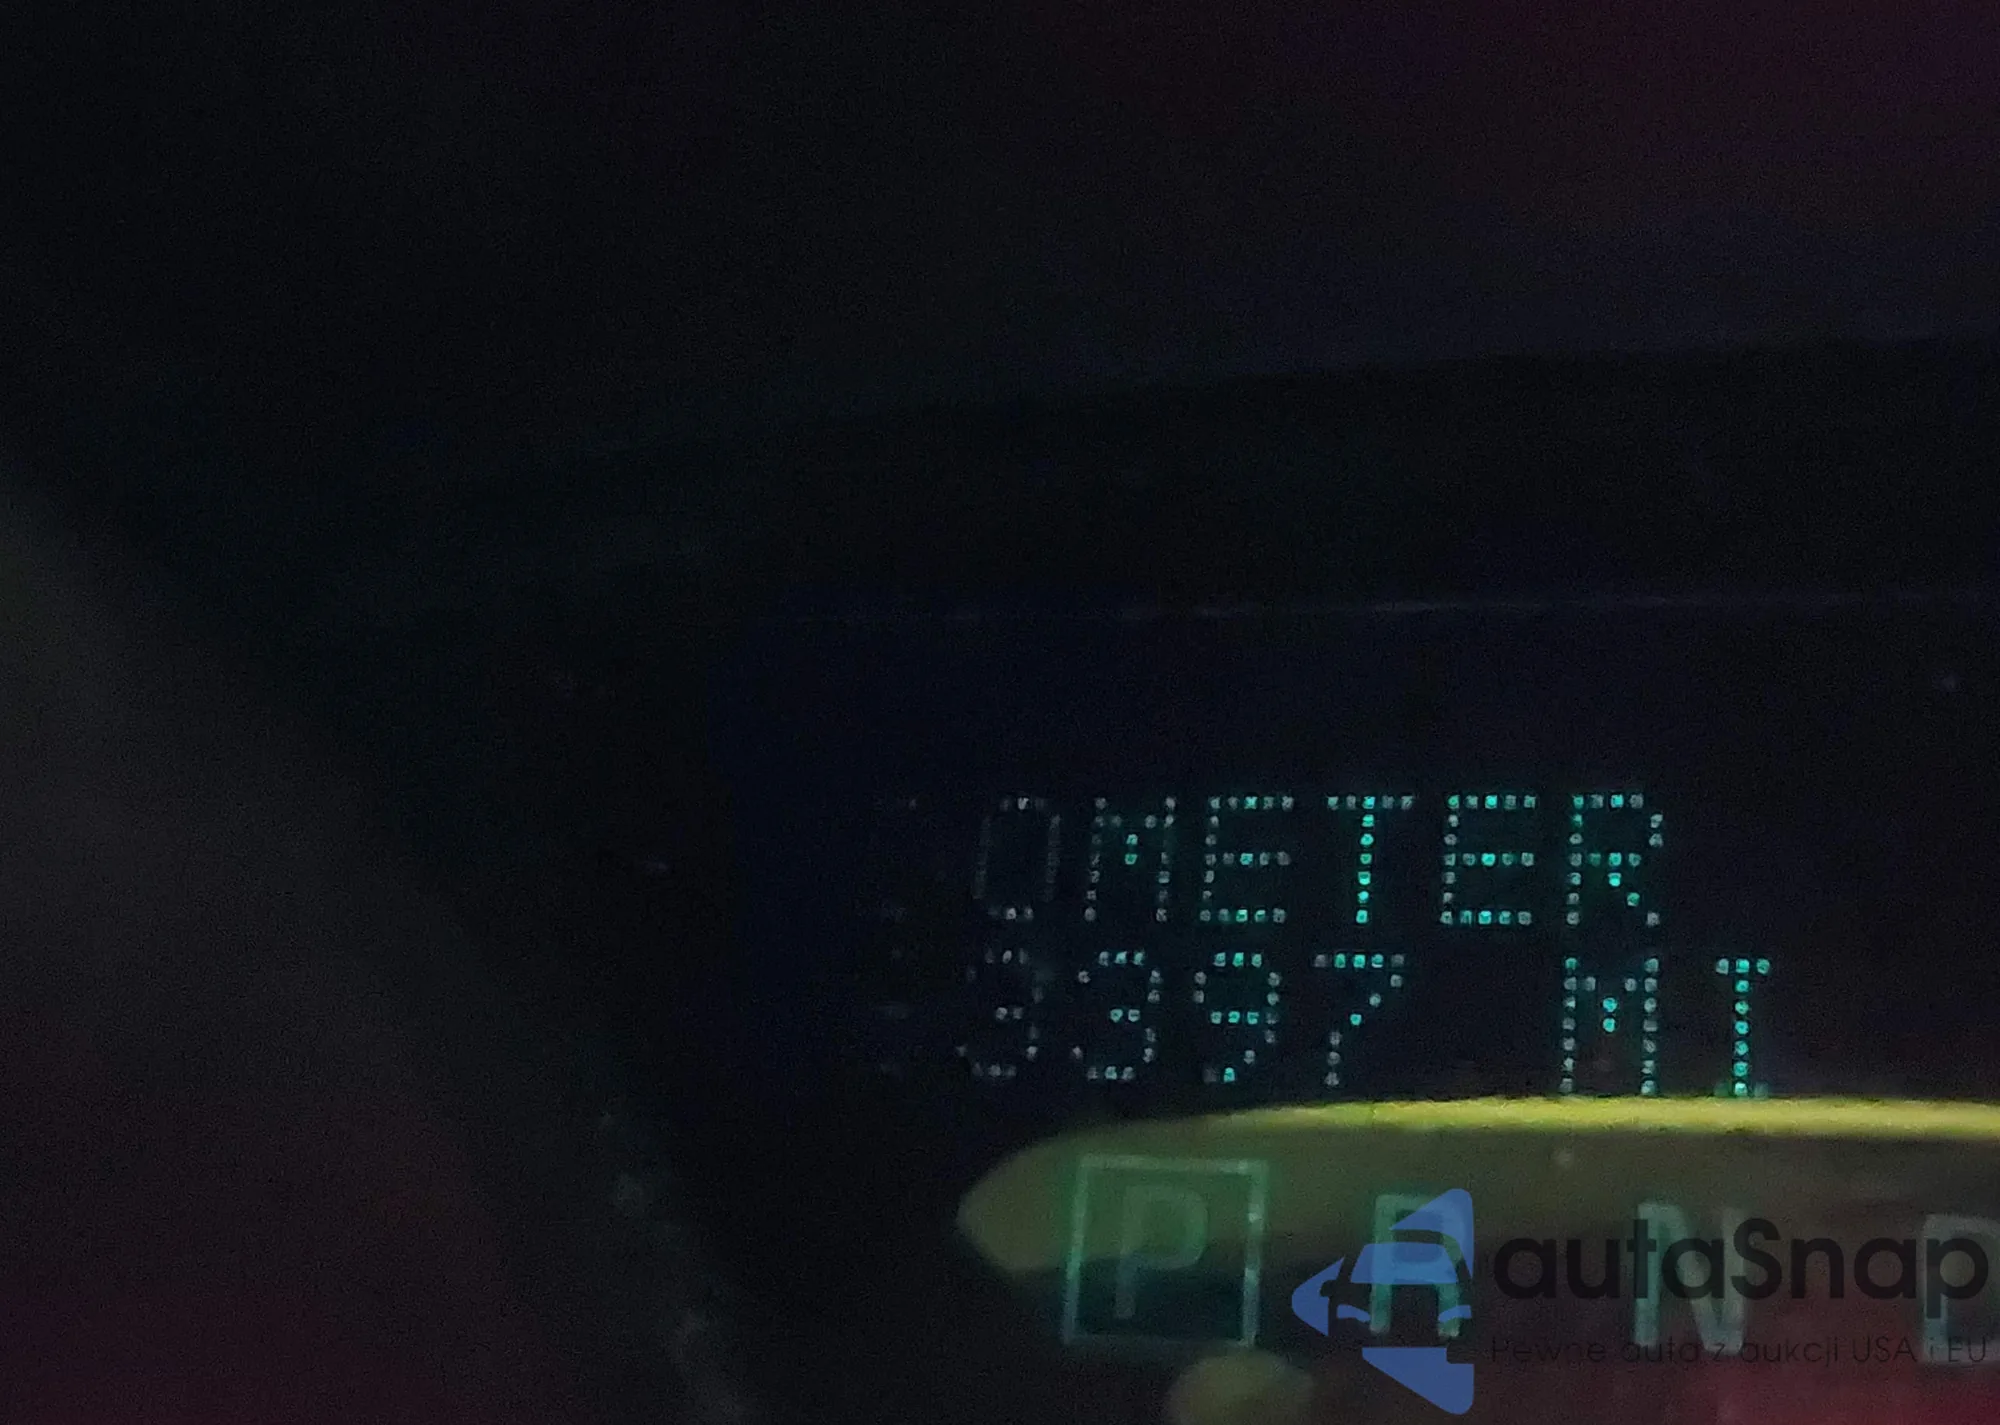 OMETER
3397 MI
P R N D
autaSnap
Pewne auta z aukcji USA i EU